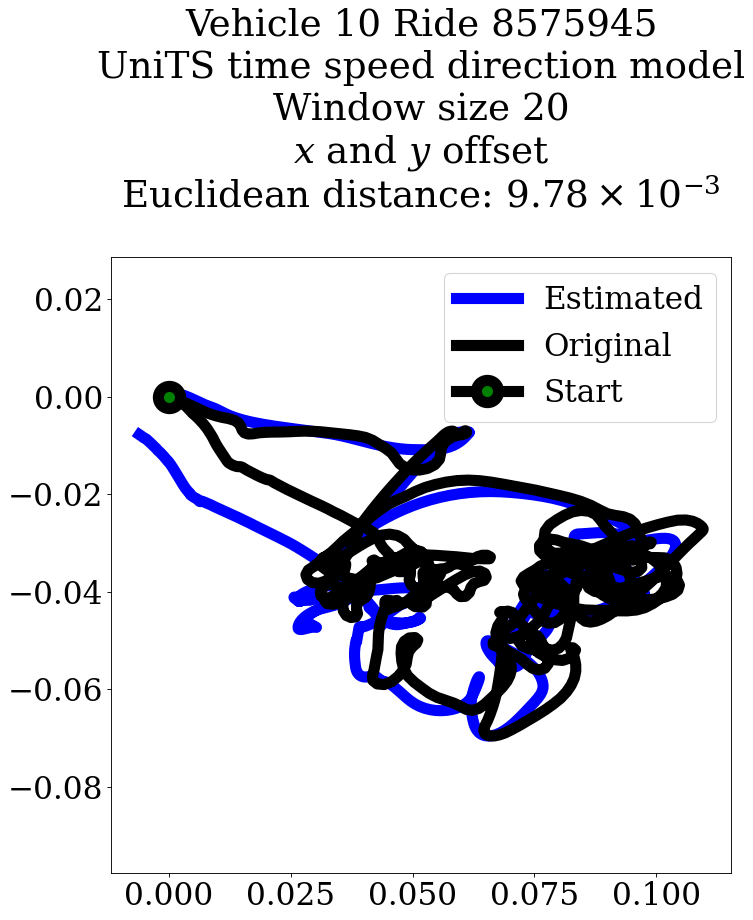 Vehicle 10 Ride 8575945
UniTS time speed direction model
Window size 20
x and y offset
Euclidean distance: 9.78 × 10⁻³
Estimated
Original
Start
0.02
0.00
−0.02
−0.04
−0.06
−0.08
0.000 0.025 0.050 0.075 0.100